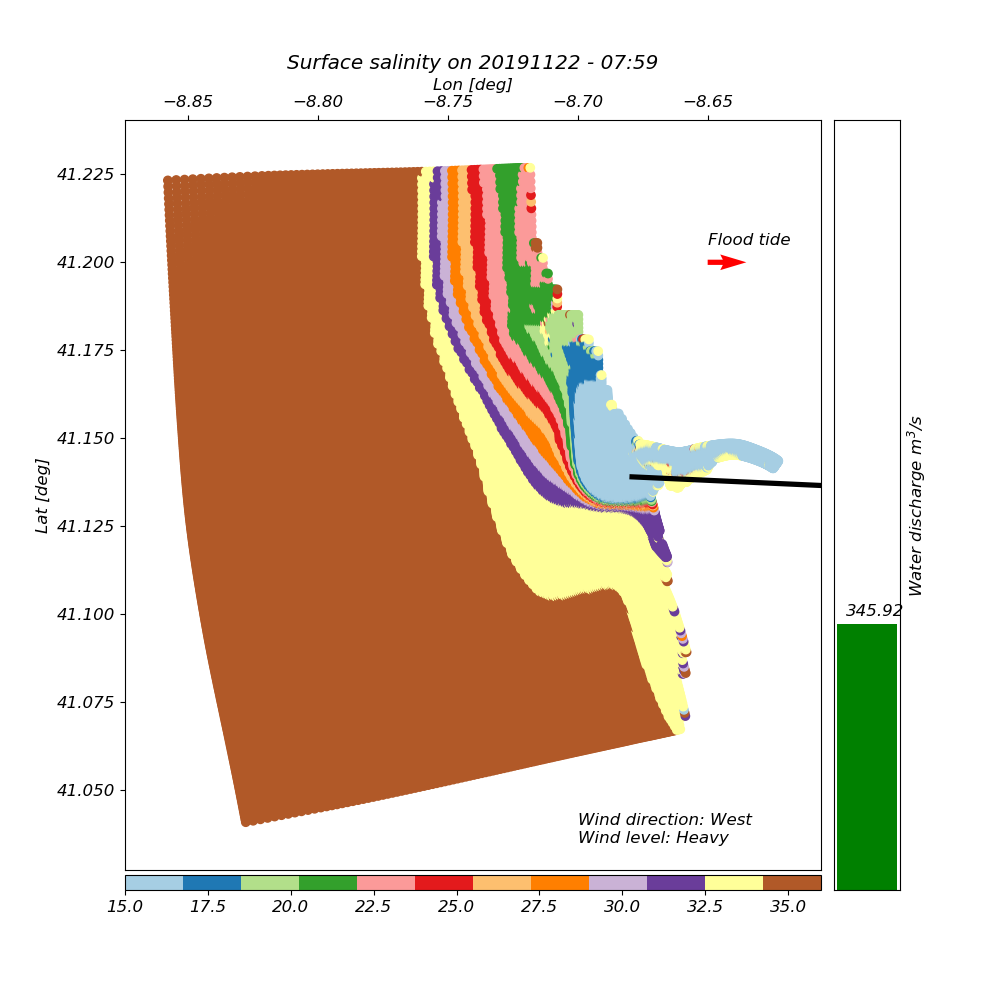 Surface salinity on 20191122 - 07:59
Lon [deg]
−8.85 −8.80 −8.75 −8.70 −8.65
41.225
41.200
41.175
41.150
41.125
41.100
41.075
41.050
Lat [deg]
Flood tide
Wind direction: West
Wind level: Heavy
345.92
Water discharge m³/s
15.0 17.5 20.0 22.5 25.0 27.5 30.0 32.5 35.0